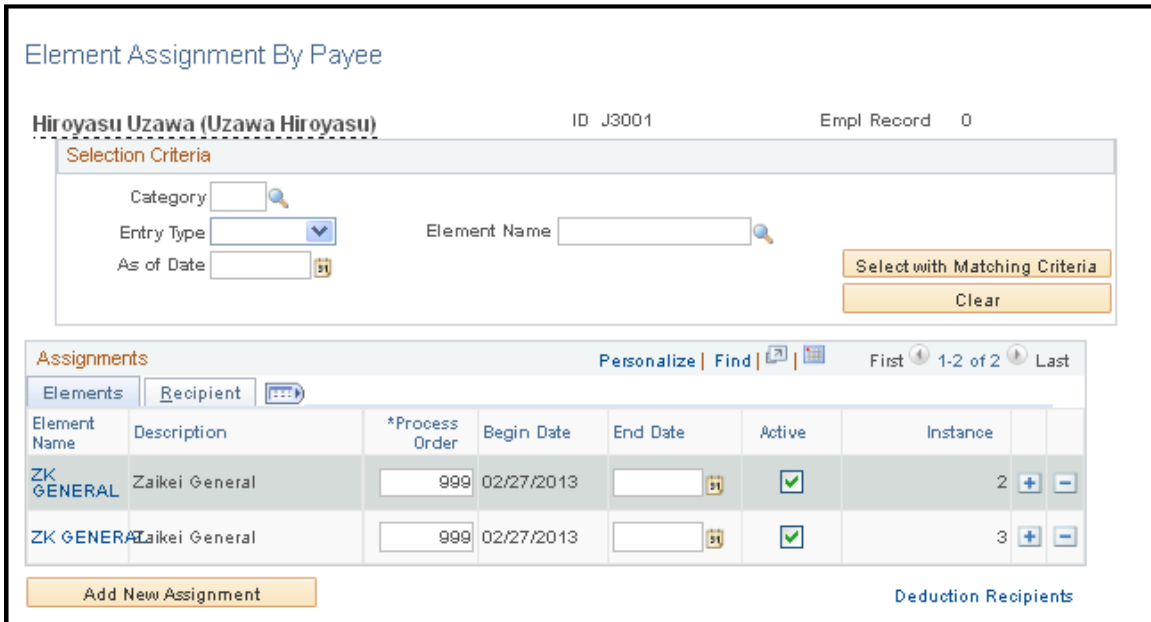 Element Assignment By Payee
Hiroyasu Uzawa (Uzawa Hiroyasu) ID J3001 Empl Record 0
Selection Criteria
Category
Entry Type Element Name
As of Date
Select with Matching Criteria
Clear
Assignments Personalize | Find | | First 1-2 of 2 Last
Elements Recipient
Element Name Description *Process Order Begin Date End Date Active Instance
ZK GENERAL Zaikei General 999 02/27/2013 2
ZK GENERAL Zaikei General 999 02/27/2013 3
Add New Assignment Deduction Recipients